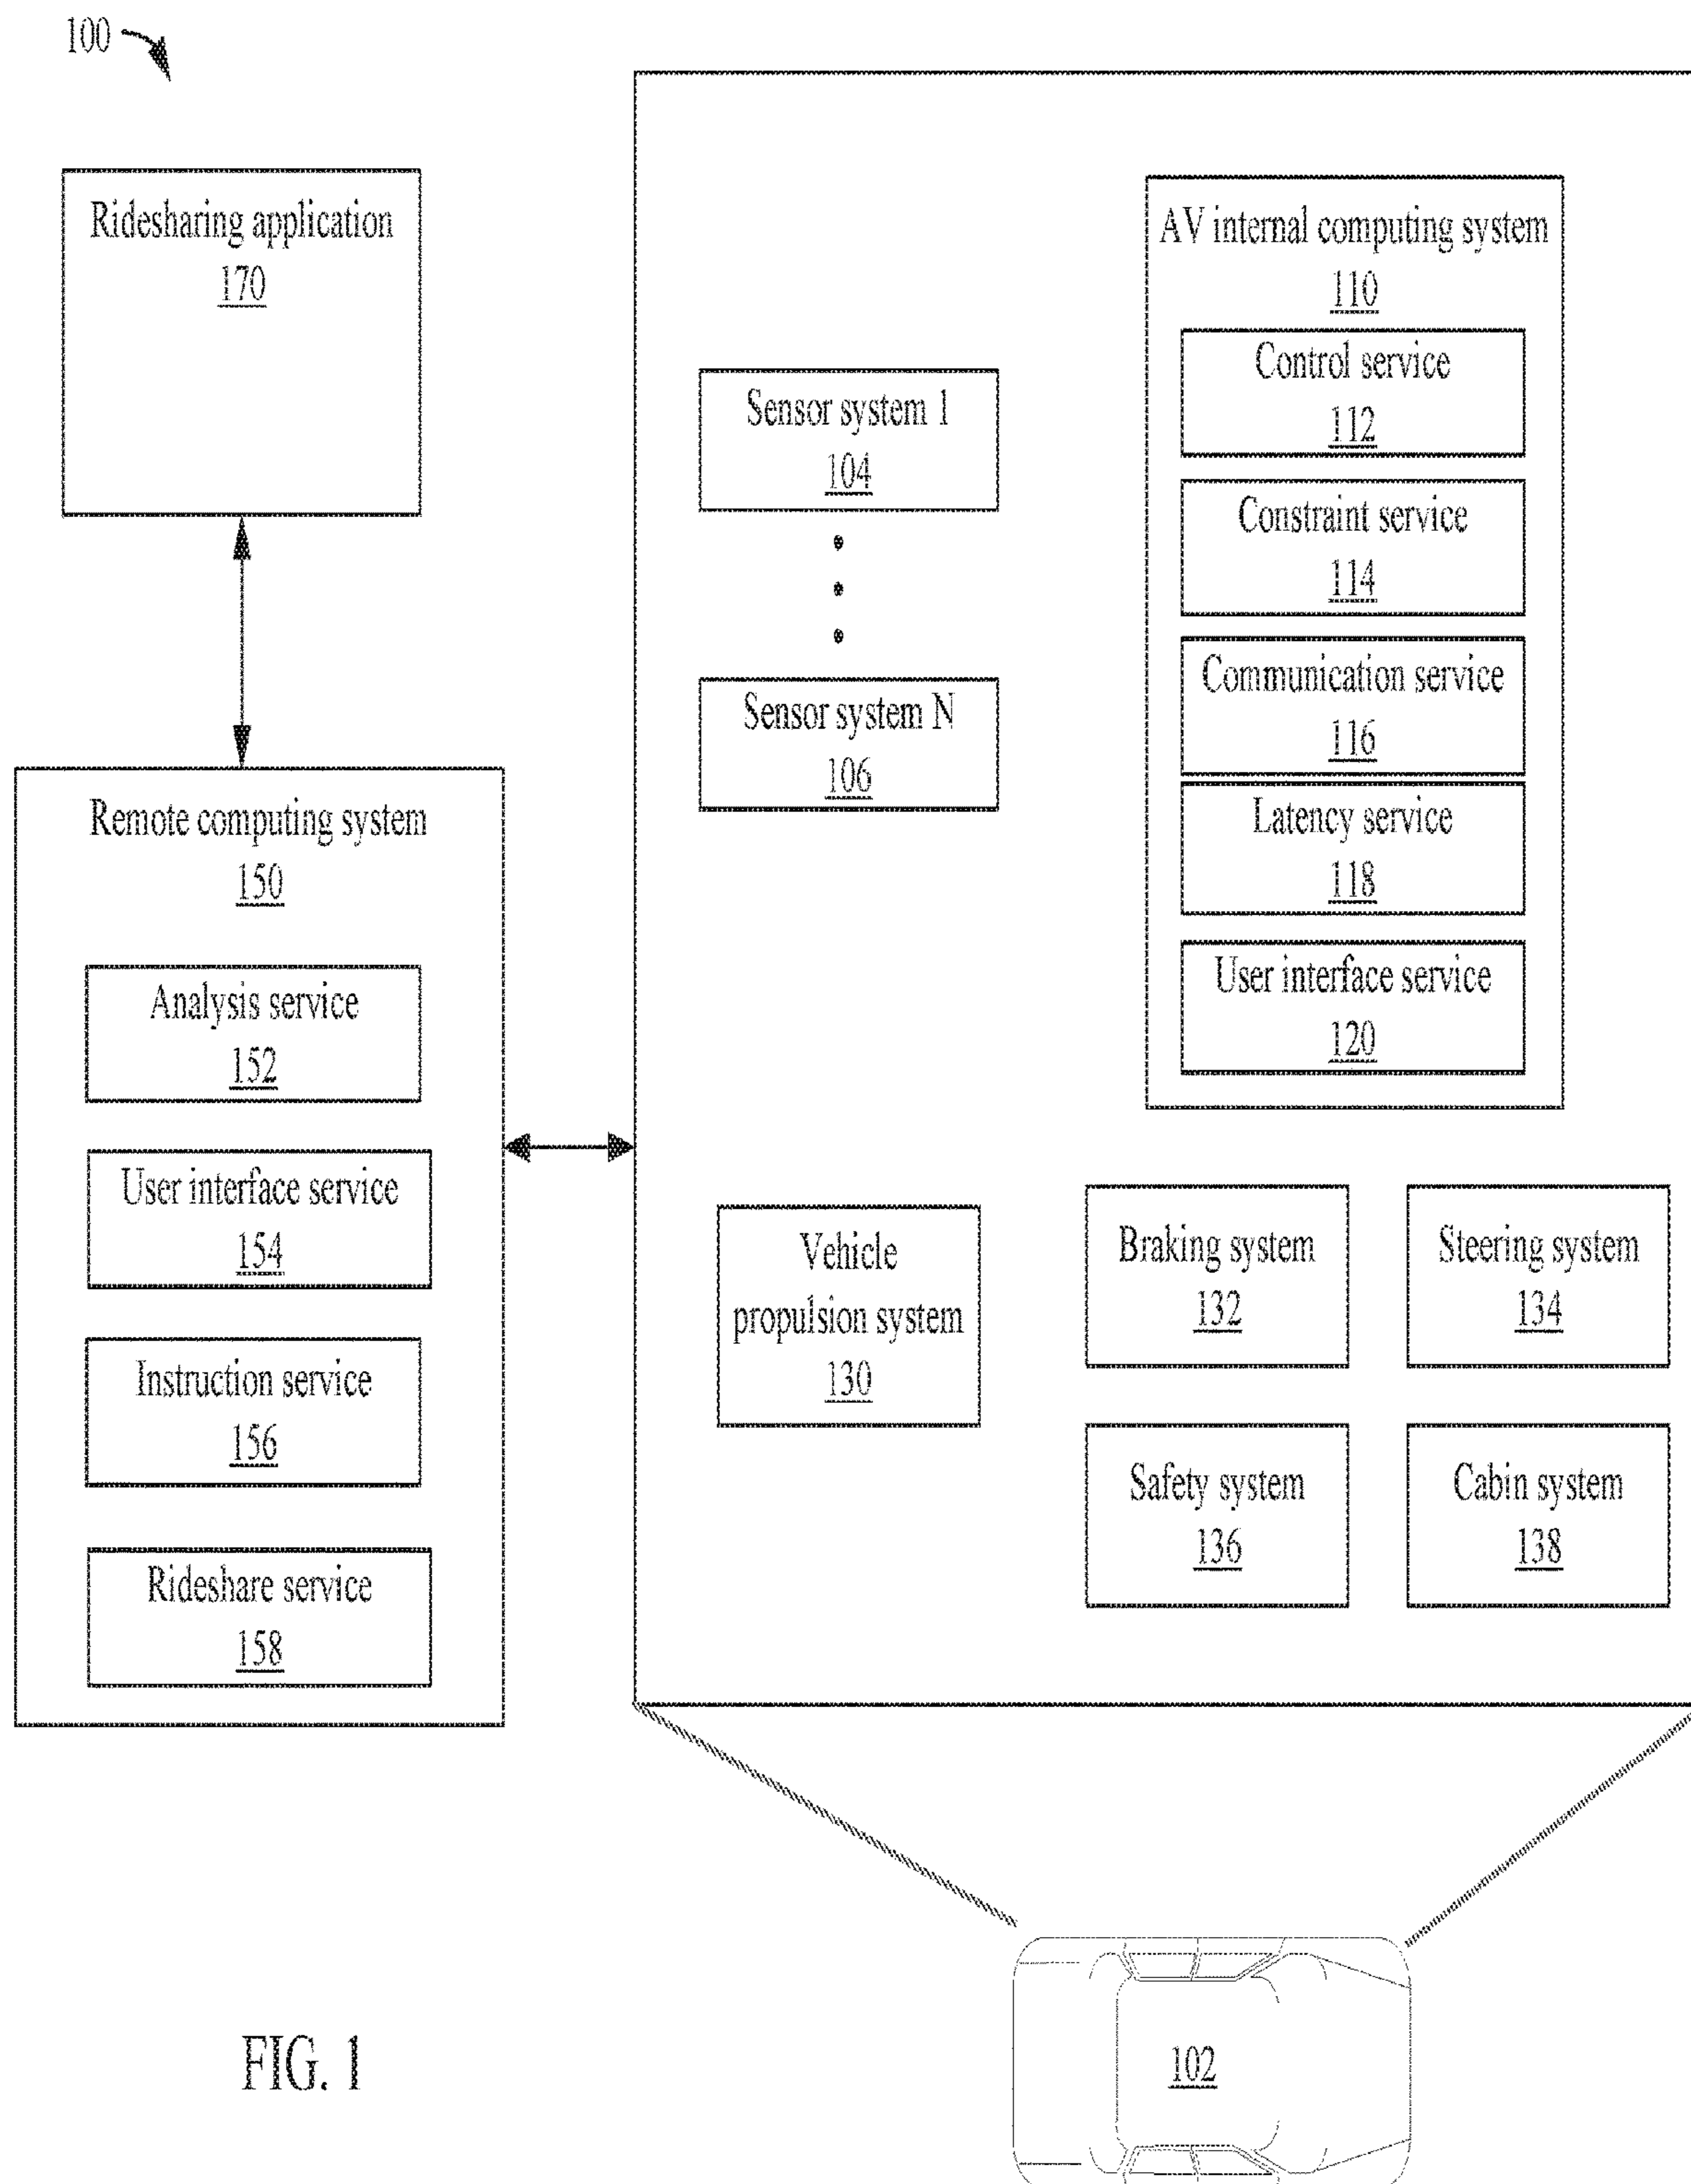 100
Ridesharing application
170
Remote computing system
150
Analysis service
152
User interface service
154
Instruction service
156
Rideshare service
158
Sensor system 1
104
Sensor system N
106
AV internal computing system
110
Control service
112
Constraint service
114
Communication service
116
Latency service
118
User interface service
120
Vehicle
propulsion system
130
Braking system
132
Steering system
134
Safety system
136
Cabin system
138
102
FIG. 1